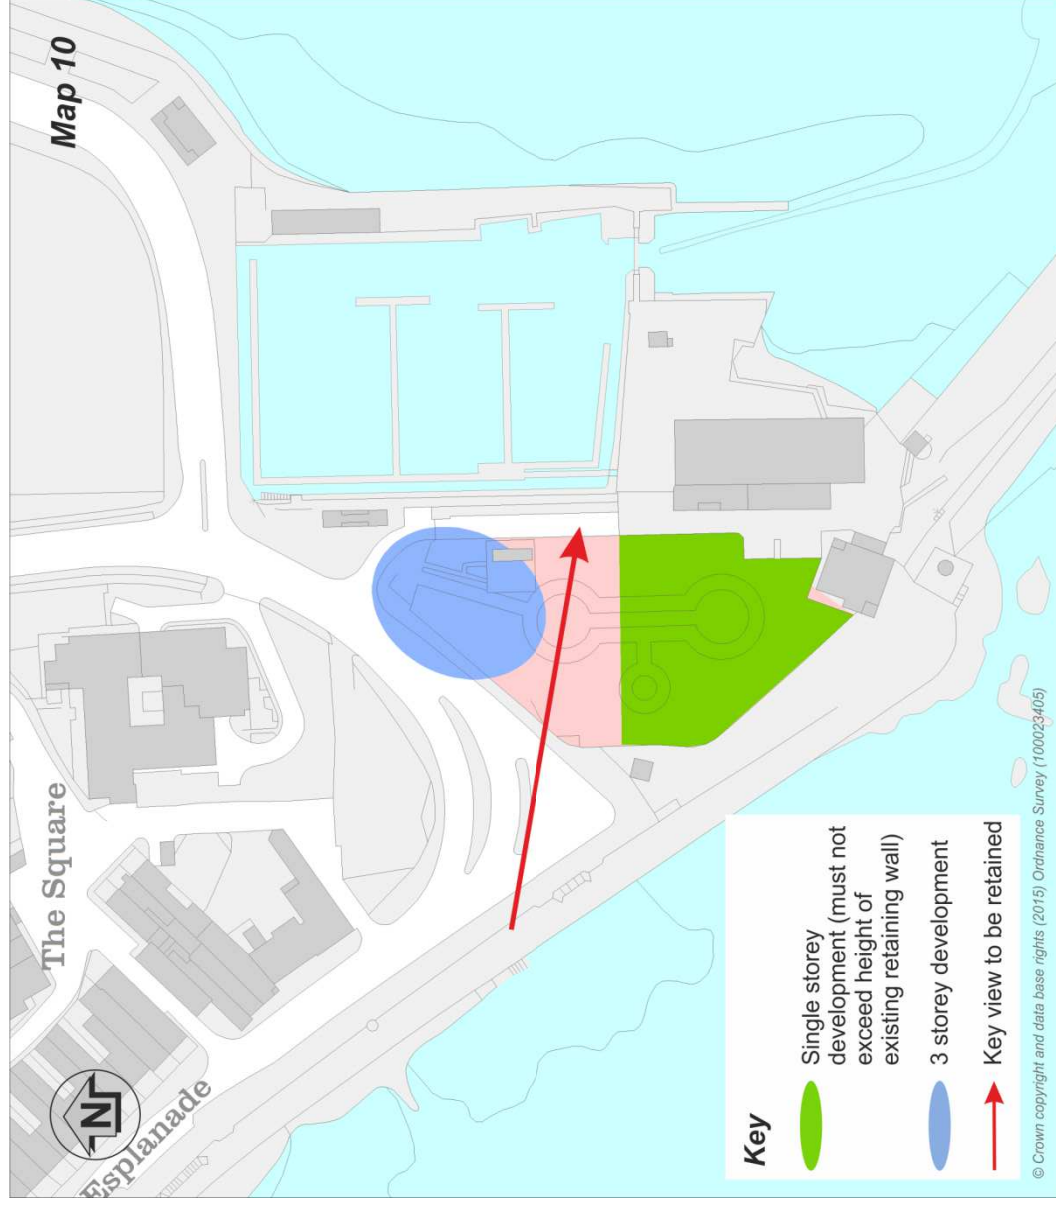 Map 10
The Square
Esplanade
N
Key
Single storey
development (must not
exceed height of
existing retaining wall)
3 storey development
Key view to be retained
© Crown copyright and data base rights (2015) Ordnance Survey (100023405)